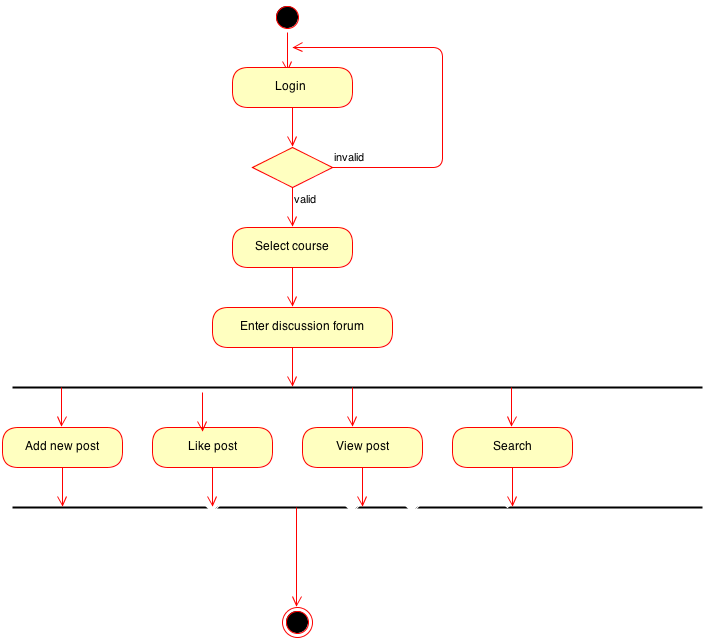 Login
invalid
valid
Select course
Enter discussion forum
Add new post
Like post
View post
Search